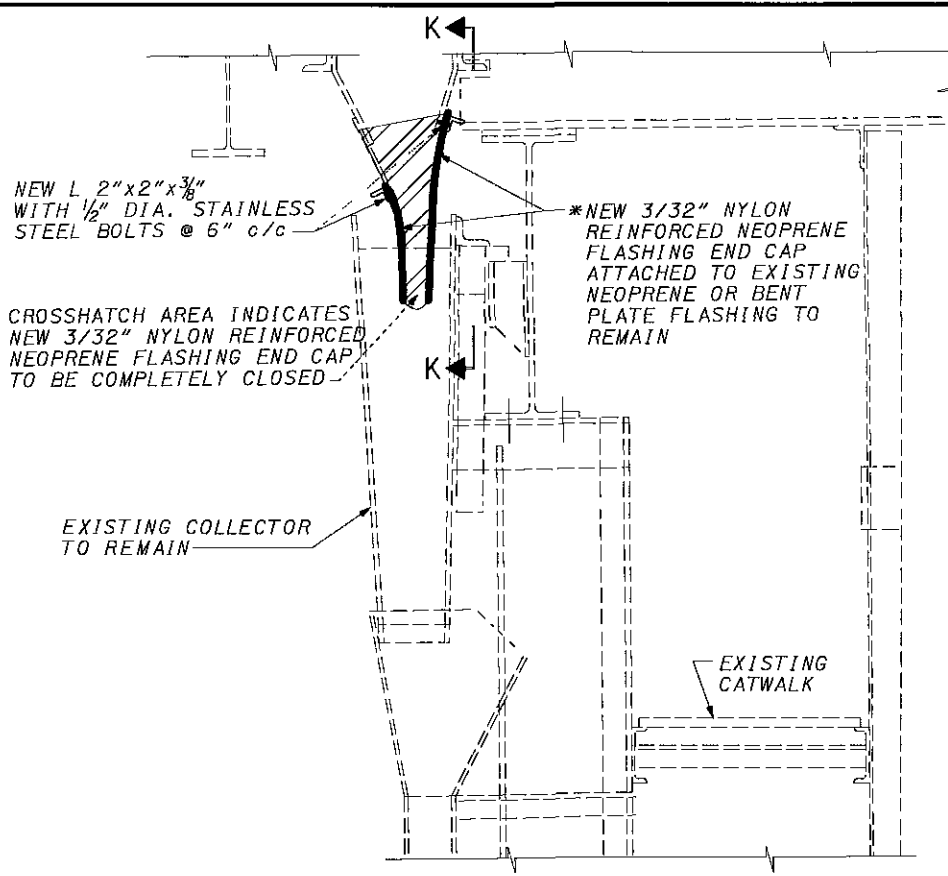 K
NEW L 2"x2"x3/8"
WITH 1/2" DIA. STAINLESS
STEEL BOLTS @ 6" c/c
*NEW 3/32" NYLON
REINFORCED NEOPRENE
FLASHING END CAP
ATTACHED TO EXISTING
NEOPRENE OR BENT
PLATE FLASHING TO
REMAIN
CROSSHATCH AREA INDICATES
NEW 3/32" NYLON REINFORCED
NEOPRENE FLASHING END CAP
TO BE COMPLETELY CLOSED
K
EXISTING COLLECTOR
TO REMAIN
EXISTING
CATWALK